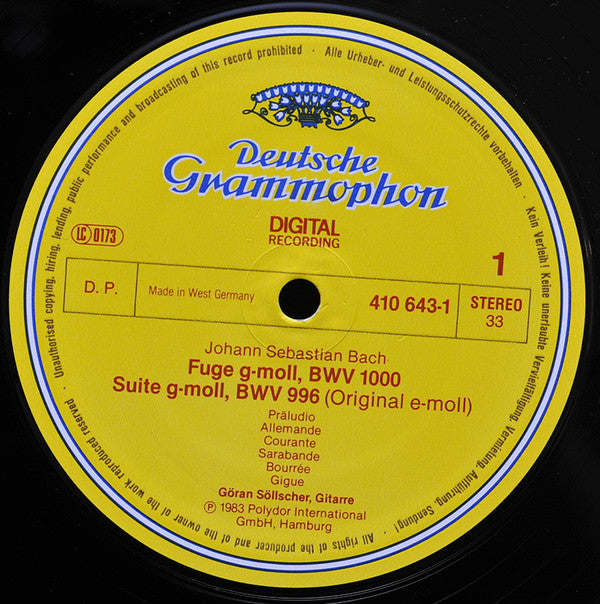 Unauthorised copying, hiring, lending, public performance and broadcasting of this record prohibited · Alle Urheber- und Leistungsschutzrechte vorbehalten · Kein Verleih! Keine unerlaubte Vervielfältigung, Vermietung, Aufführung, Sendung! · All rights of the producer and of the owner of the work reproduced reserved ·
Deutsche
Grammophon
DIGITAL
RECORDING
LC 0173
1
D. P.
Made in West Germany
410 643-1
STEREO
33
Johann Sebastian Bach
Fuge g-moll, BWV 1000
Suite g-moll, BWV 996 (Original e-moll)
Präludio
Allemande
Courante
Sarabande
Bourrée
Gigue
Göran Söllscher, Gitarre
℗ 1983 Polydor International
GmbH, Hamburg